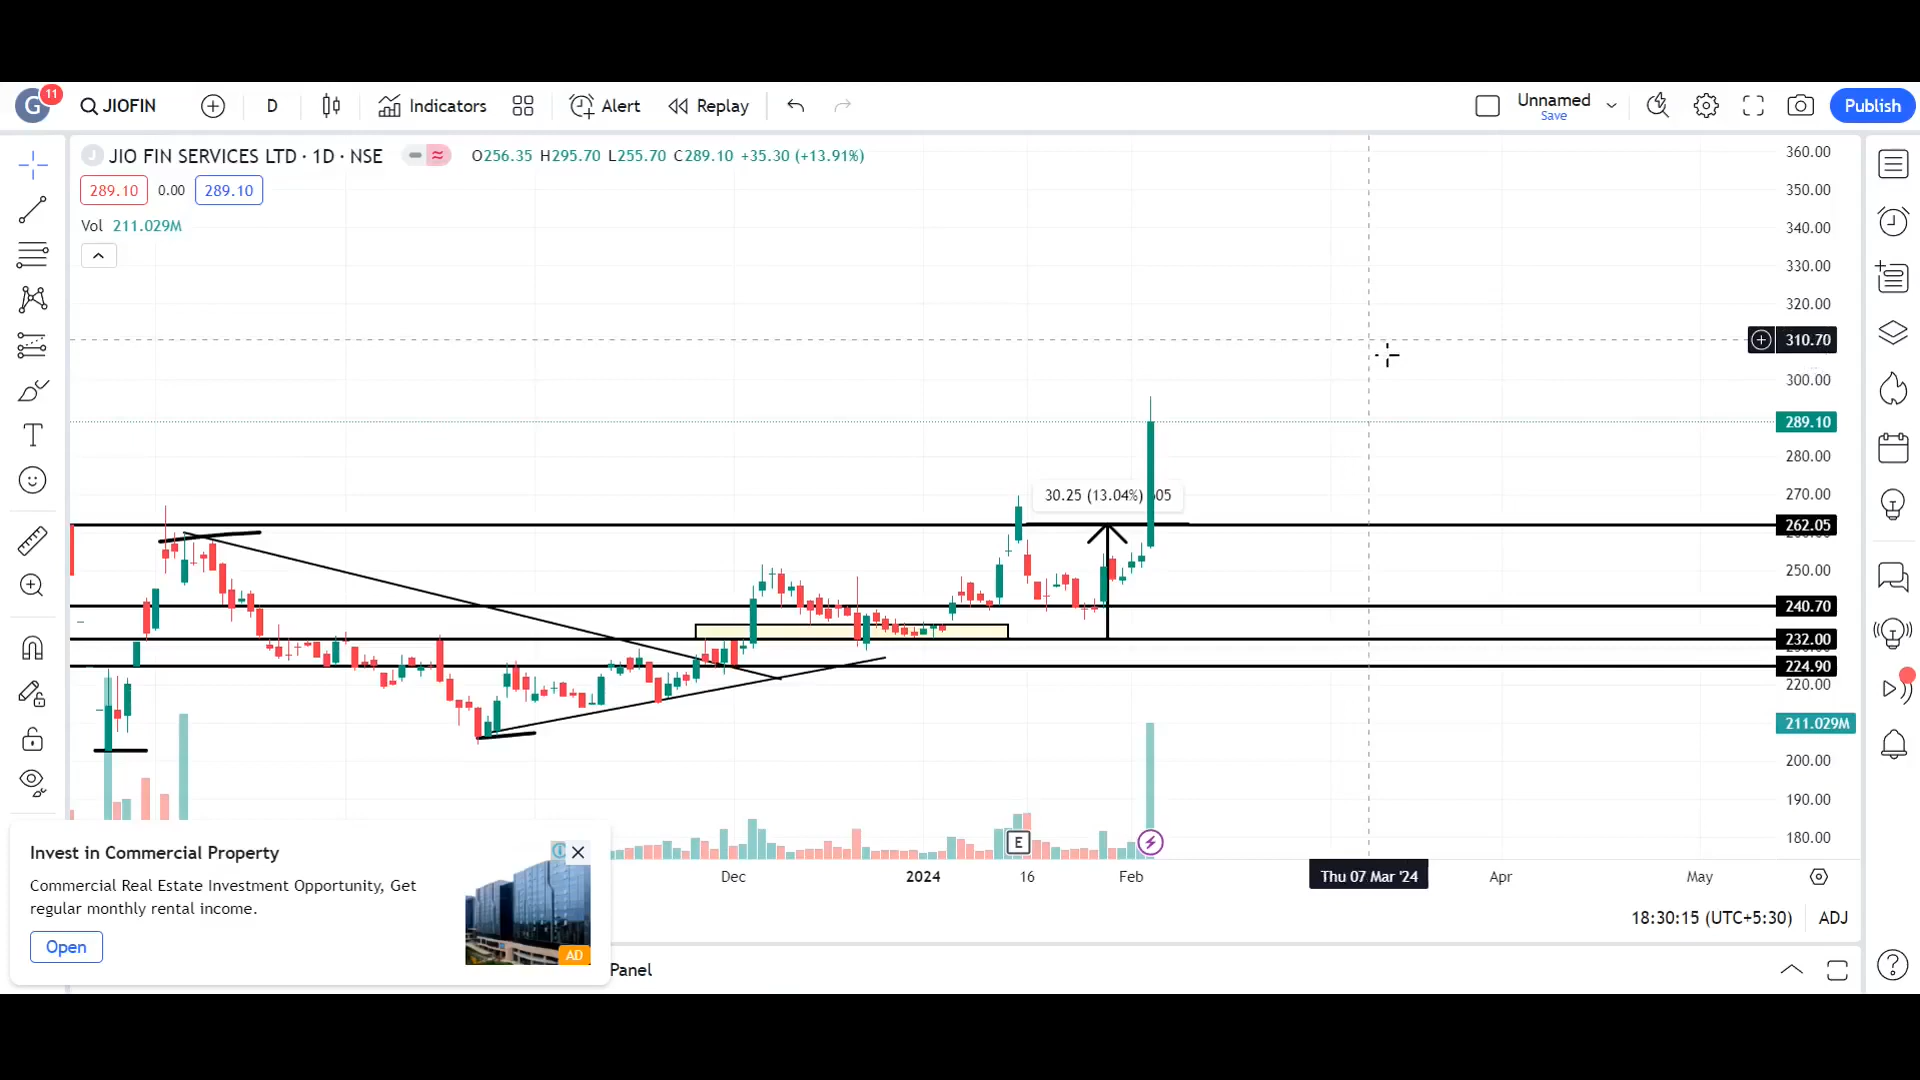 G 11 JIOFIN D Indicators Alert Replay Unnamed Save Publish
J JIO FIN SERVICES LTD · 1D · NSE O256.35 H295.70 L255.70 C289.10 +35.30 (+13.91%)
289.10 0.00 289.10
Vol 211.029M
360.00
350.00
340.00
330.00
320.00
310.70
300.00
289.10
280.00
270.00
30.25 (13.04%)
262.05
250.00
240.70
232.00
224.90
220.00
211.029M
200.00
190.00
180.00
E
Dec 2024 16 Feb Thu 07 Mar '24 Apr May
18:30:15 (UTC+5:30) ADJ
Invest in Commercial Property
Commercial Real Estate Investment Opportunity, Get
regular monthly rental income.
Open
AD
Panel